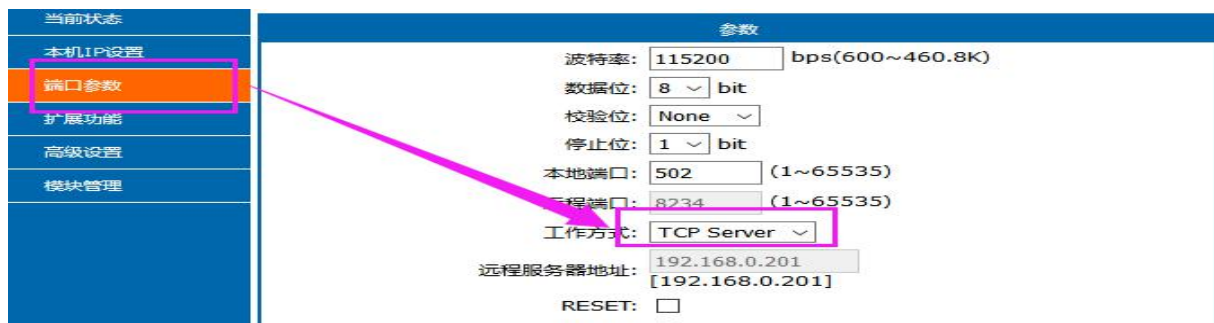 当前状态
本机IP设置
端口参数
扩展功能
高级设置
模块管理
参数
波特率: 115200 bps(600~460.8K)
数据位: 8 bit
校验位: None
停止位: 1 bit
本地端口: 502 (1~65535)
远程端口: 8234 (1~65535)
工作方式: TCP Server
远程服务器地址: 192.168.0.201
[192.168.0.201]
RESET: